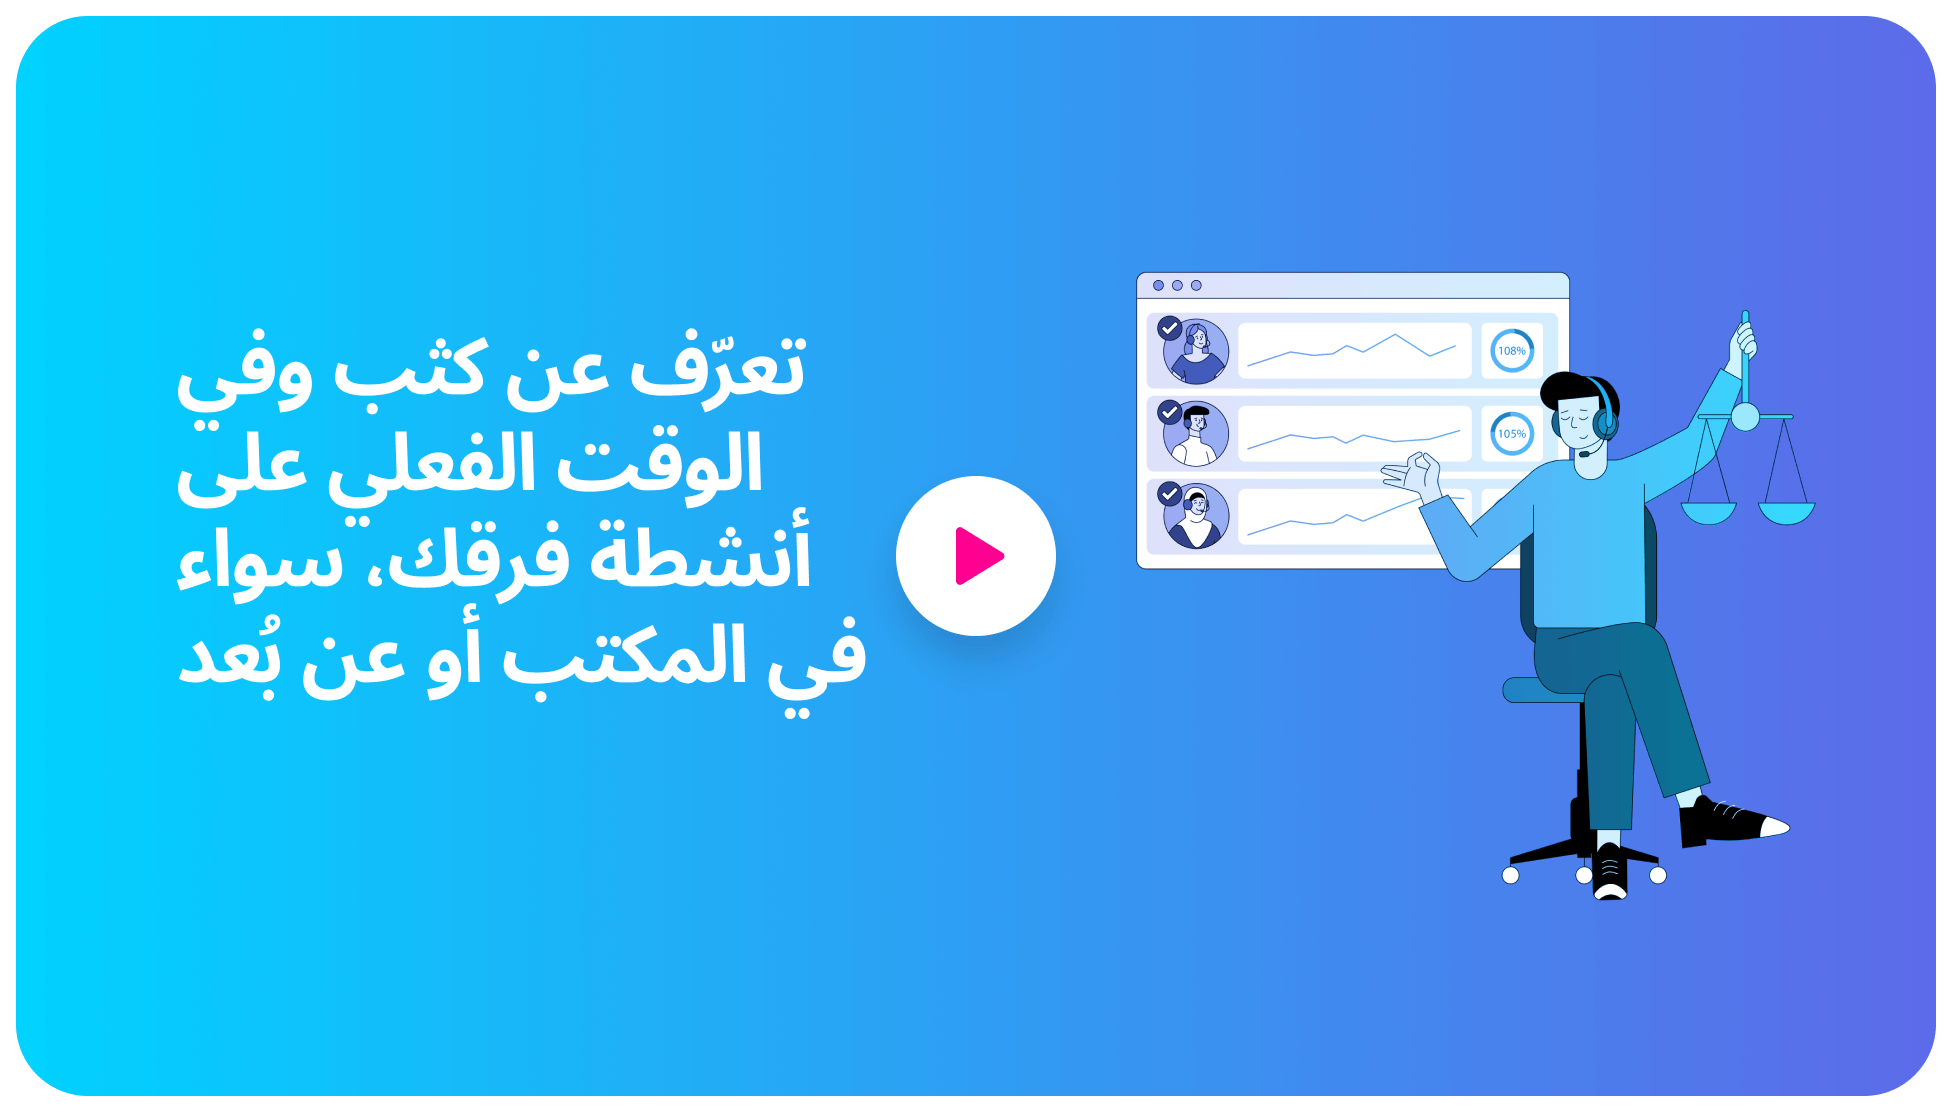 تعرّف عن كثب وفي
الوقت الفعلي على
أنشطة فرقك، سواء
في المكتب أو عن بُعد
108%
105%